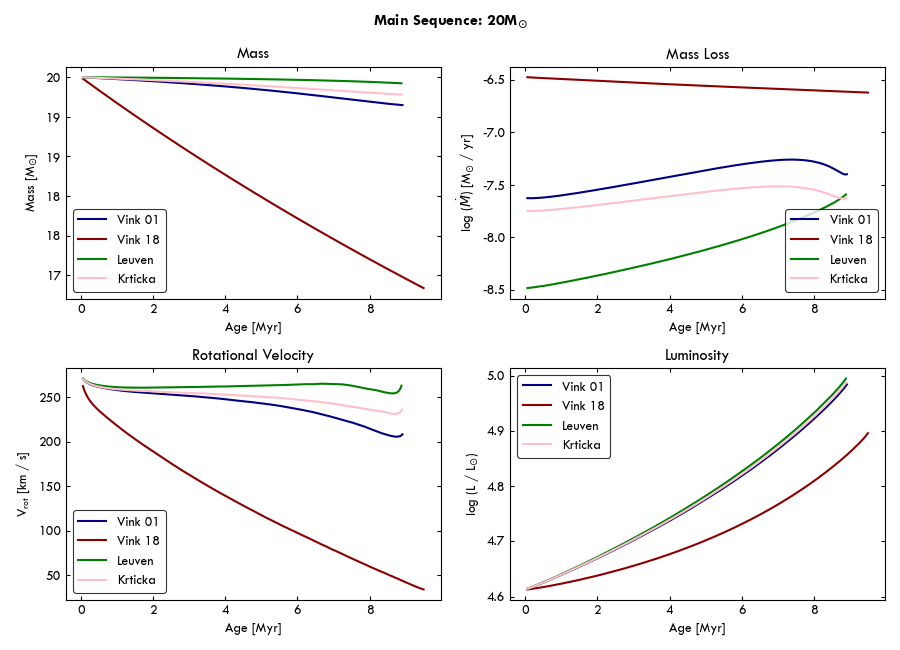 Main Sequence: 20M☉
Mass
Mass [M☉]
20
19
19
18
18
17
0 2 4 6 8
Age [Myr]
Vink 01
Vink 18
Leuven
Krticka
Mass Loss
log (Ṁ) [M☉ / yr]
-6.5
-7.0
-7.5
-8.0
-8.5
0 2 4 6 8
Age [Myr]
Vink 01
Vink 18
Leuven
Krticka
Rotational Velocity
Vrot [km / s]
250
200
150
100
50
0 2 4 6 8
Age [Myr]
Vink 01
Vink 18
Leuven
Krticka
Luminosity
log (L / L☉)
5.0
4.9
4.8
4.7
4.6
0 2 4 6 8
Age [Myr]
Vink 01
Vink 18
Leuven
Krticka